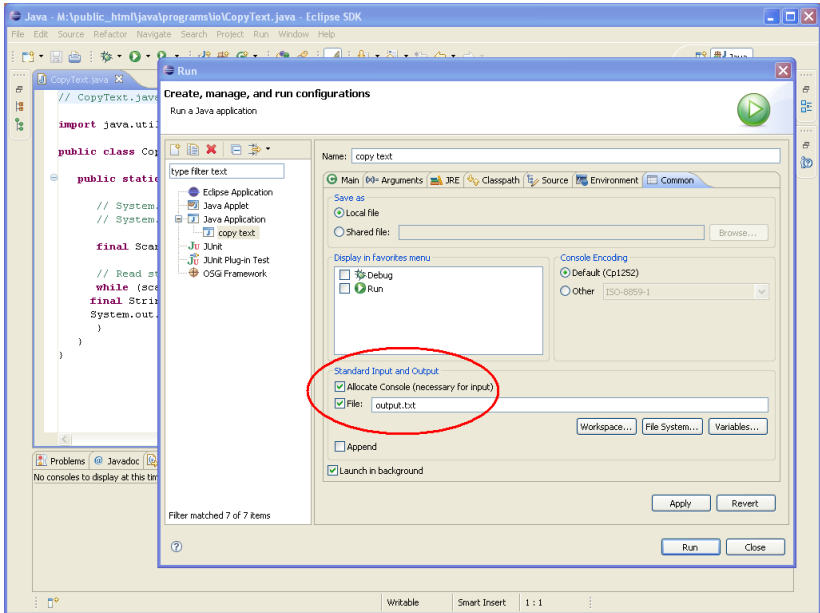 Java - M:\public_html\java\programs\io\CopyText.java - Eclipse SDK
File Edit Source Refactor Navigate Search Project Run Window Help
Java
CopyText.java
// CopyText.java
import java.util
public class Cop
public static
// System.
// System.
final Scan
// Read st
while (sca
final Strin
System.out.
)
}
}
Problems @ Javadoc
No consoles to display at this tim
Writable Smart Insert 1 : 1
Run
Create, manage, and run configurations
Run a Java application
type filter text
Eclipse Application
Java Applet
Java Application
copy text
JUnit
JUnit Plug-in Test
OSGi Framework
Filter matched 7 of 7 items
Name: copy text
Main (x)= Arguments JRE Classpath Source Environment Common
Save as
Local file
Shared file: Browse...
Display in favorites menu
Debug
Run
Console Encoding
Default (Cp1252)
Other ISO-8859-1
Standard Input and Output
Allocate Console (necessary for input)
File: output.txt
Workspace... File System... Variables...
Append
Launch in background
Apply Revert
Run Close